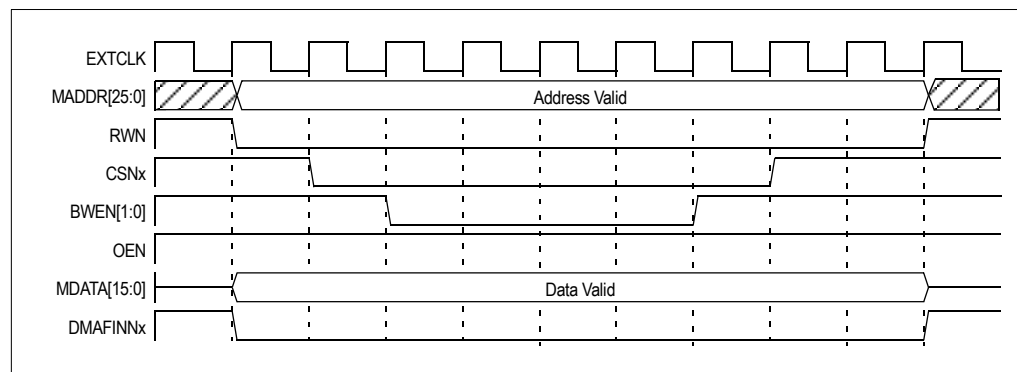 EXTCLK
MADDR[25:0]
Address Valid
RWN
CSNx
BWEN[1:0]
OEN
MDATA[15:0]
Data Valid
DMAFINNx